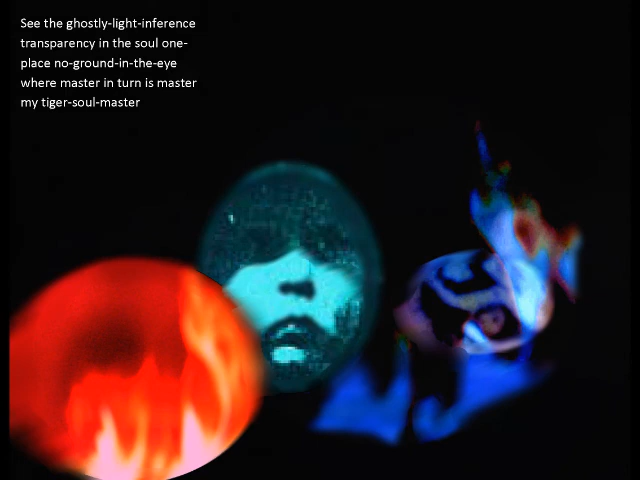 See the ghostly-light-inference
transparency in the soul one-
place no-ground-in-the-eye
where master in turn is master
my tiger-soul-master